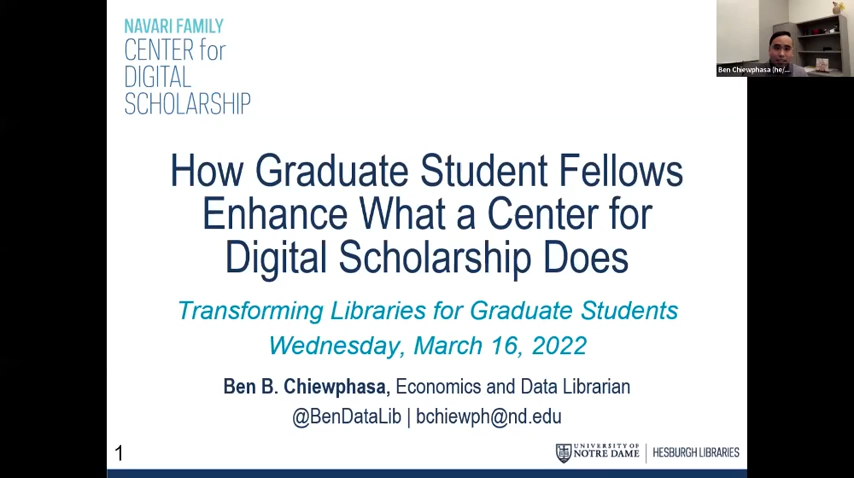 NAVARI FAMILY
CENTER for
DIGITAL
SCHOLARSHIP
Ben Chiewphasa (he/...
How Graduate Student Fellows
Enhance What a Center for
Digital Scholarship Does
Transforming Libraries for Graduate Students
Wednesday, March 16, 2022
Ben B. Chiewphasa, Economics and Data Librarian
@BenDataLib | bchiewph@nd.edu
1
UNIVERSITY OF
NOTRE DAME
HESBURGH LIBRARIES